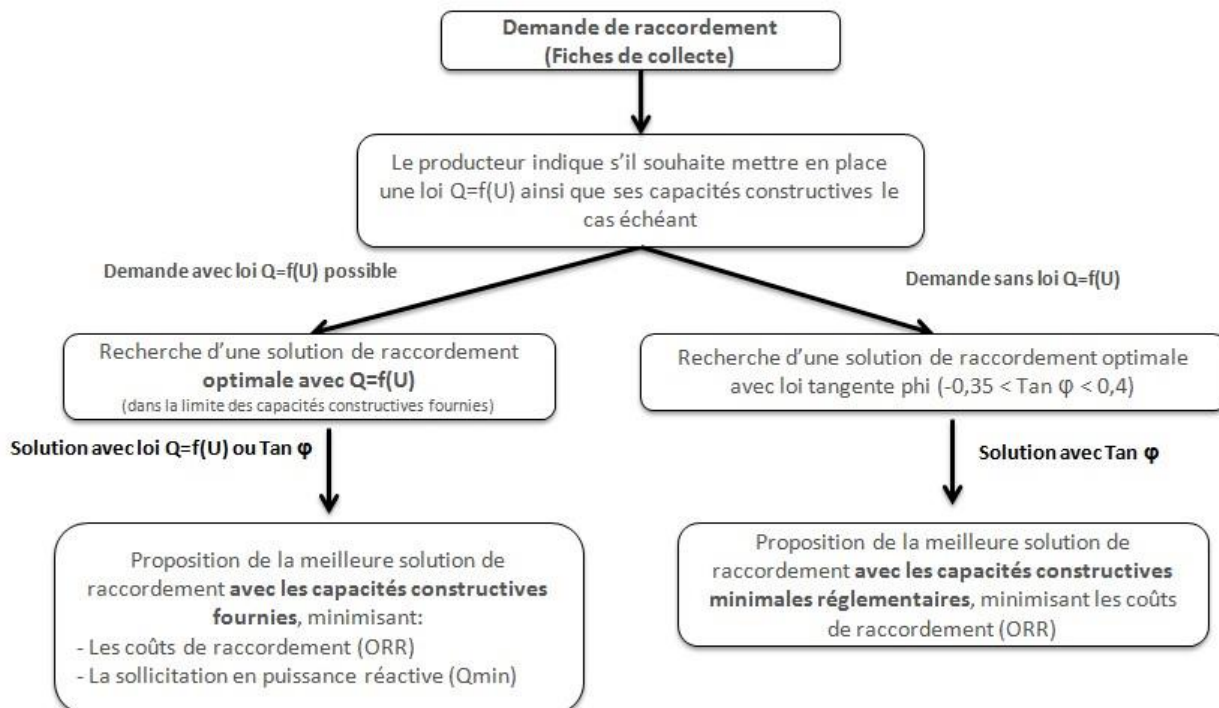 Demande de raccordement
(Fiches de collecte)
Le producteur indique s'il souhaite mettre en place
une loi Q=f(U) ainsi que ses capacités constructives le
cas échéant
Demande avec loi Q=f(U) possible
Demande sans loi Q=f(U)
Recherche d'une solution de raccordement
optimale avec Q=f(U)
(dans la limite des capacités constructives fournies)
Recherche d'une solution de raccordement optimale
avec loi tangente phi (-0,35 < Tan φ < 0,4)
Solution avec loi Q=f(U) ou Tan φ
Solution avec Tan φ
Proposition de la meilleure solution de
raccordement avec les capacités constructives
fournies, minimisant:
- Les coûts de raccordement (ORR)
- La sollicitation en puissance réactive (Qmin)
Proposition de la meilleure solution de
raccordement avec les capacités constructives
minimales réglementaires, minimisant les coûts
de raccordement (ORR)